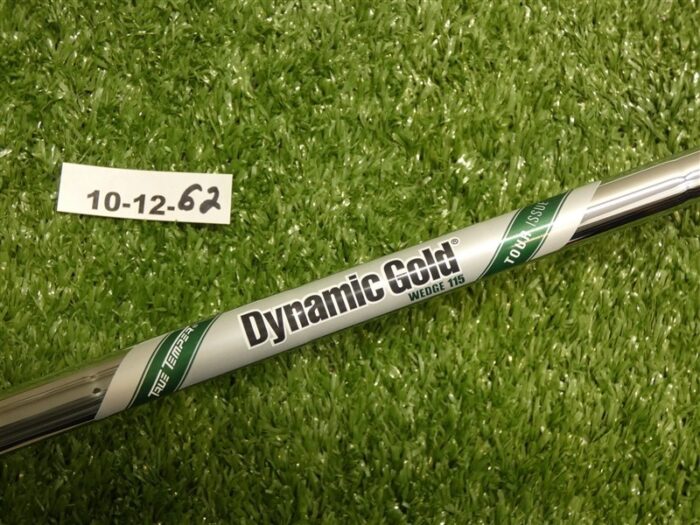 10-12-62
TRUE TEMPER
Dynamic Gold®
WEDGE 115
TOUR ISSUE